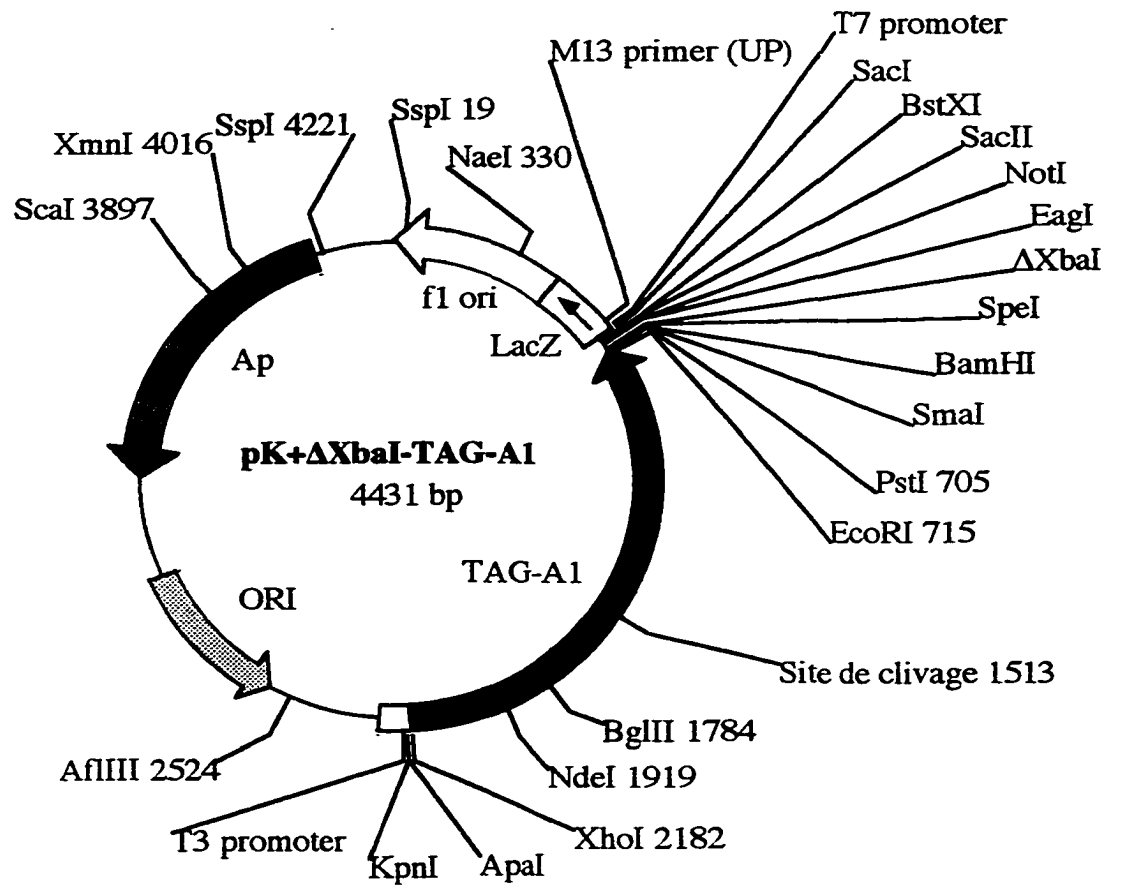 T7 promoter
M13 primer (UP)
SacI
BstXI
SspI 19
SspI 4221
XmnI 4016
SacII
NaeI 330
NotI
ScaI 3897
EagI
ΔXbaI
f1 ori
SpeI
LacZ
Ap
BamHI
SmaI
pK+ΔXbaI-TAG-A1
4431 bp
PstI 705
EcoRI 715
TAG-A1
ORI
Site de clivage 1513
BglII 1784
AflIII 2524
NdeI 1919
T3 promoter
XhoI 2182
KpnI
ApaI